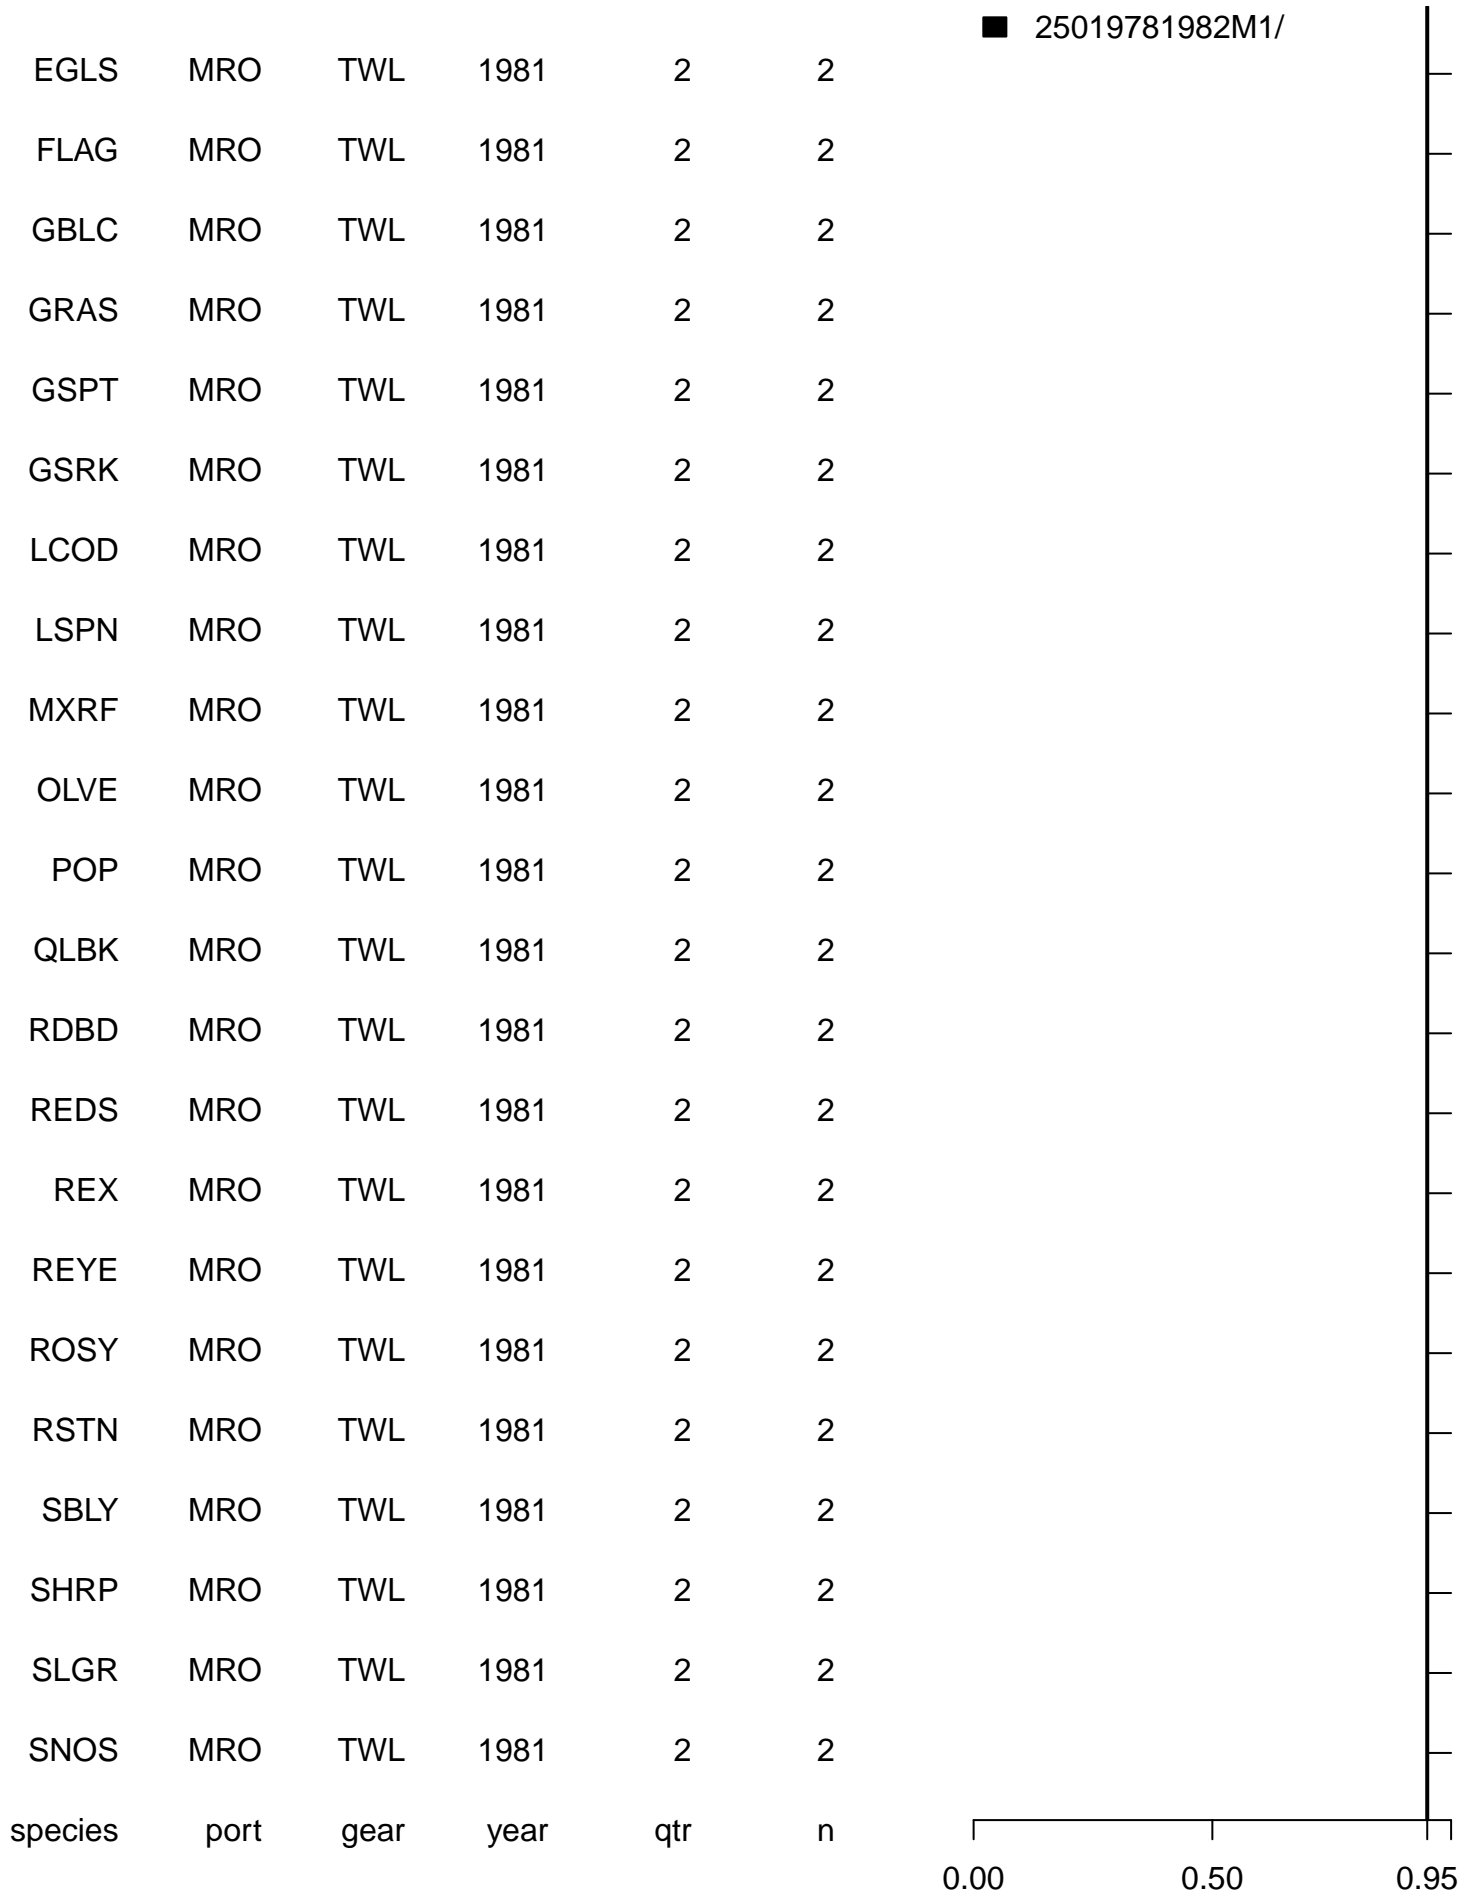 25019781982M1/
EGLS MRO TWL 1981 2 2
FLAG MRO TWL 1981 2 2
GBLC MRO TWL 1981 2 2
GRAS MRO TWL 1981 2 2
GSPT MRO TWL 1981 2 2
GSRK MRO TWL 1981 2 2
LCOD MRO TWL 1981 2 2
LSPN MRO TWL 1981 2 2
MXRF MRO TWL 1981 2 2
OLVE MRO TWL 1981 2 2
POP MRO TWL 1981 2 2
QLBK MRO TWL 1981 2 2
RDBD MRO TWL 1981 2 2
REDS MRO TWL 1981 2 2
REX MRO TWL 1981 2 2
REYE MRO TWL 1981 2 2
ROSY MRO TWL 1981 2 2
RSTN MRO TWL 1981 2 2
SBLY MRO TWL 1981 2 2
SHRP MRO TWL 1981 2 2
SLGR MRO TWL 1981 2 2
SNOS MRO TWL 1981 2 2
species port gear year qtr n
0.00 0.50 0.95